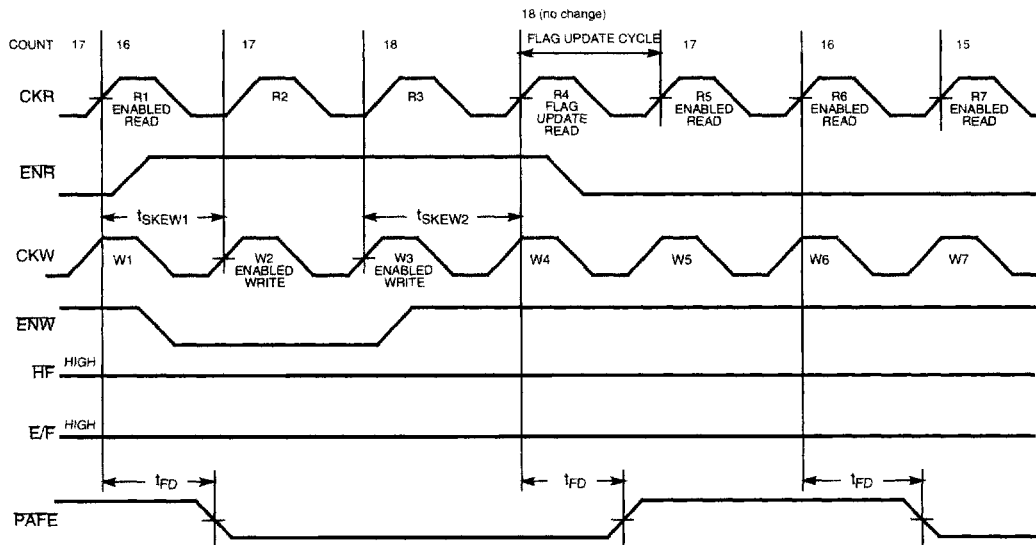 18 (no change)
COUNT 17 16 17 18 FLAG UPDATE CYCLE 17 16 15
CKR
R1 ENABLED READ
R2
R3
R4 FLAG UPDATE READ
R5 ENABLED READ
R6 ENABLED READ
R7 ENABLED READ
ENR
tSKEW1 tSKEW2
CKW
W1
W2 ENABLED WRITE
W3 ENABLED WRITE
W4
W5
W6
W7
ENW
HF HIGH
E/F HIGH
tFD tFD tFD
PAFE